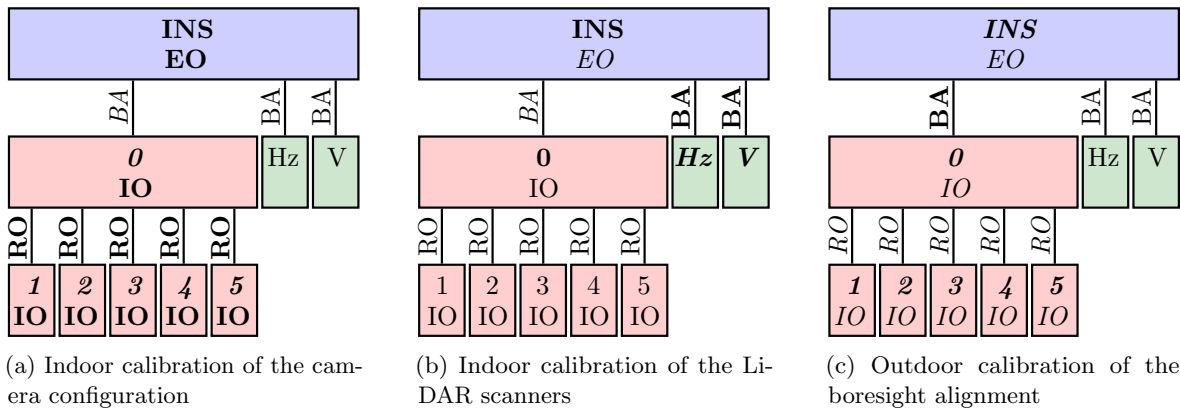 INS
EO
BA
BA
BA
0
IO
Hz
V
RO
RO
RO
RO
RO
1
IO
2
IO
3
IO
4
IO
5
IO
(a) Indoor calibration of the cam-
era configuration
INS
EO
BA
BA
BA
0
IO
Hz
V
RO
RO
RO
RO
RO
1
IO
2
IO
3
IO
4
IO
5
IO
(b) Indoor calibration of the Li-
DAR scanners
INS
EO
BA
BA
BA
0
IO
Hz
V
RO
RO
RO
RO
RO
1
IO
2
IO
3
IO
4
IO
5
IO
(c) Outdoor calibration of the
boresight alignment